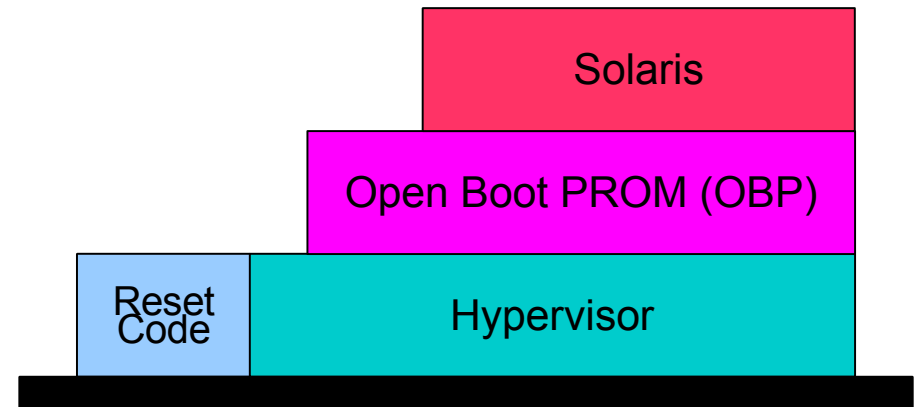 Solaris
Open Boot PROM (OBP)
Reset
Code
Hypervisor